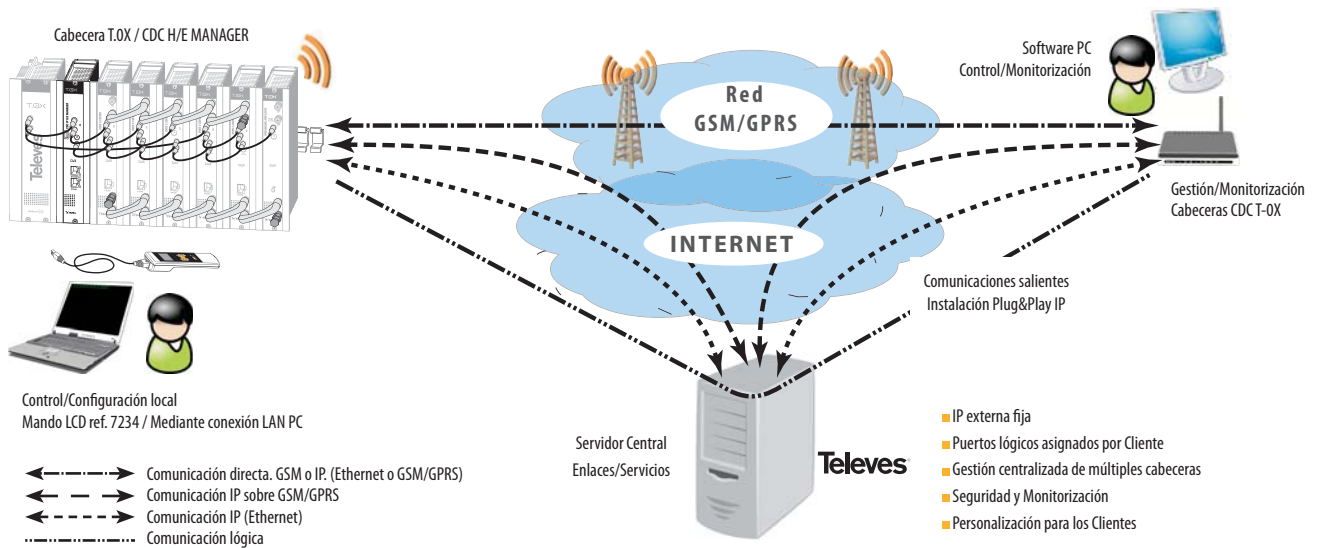 Cabecera T.0X / CDC H/E MANAGER
Software PC
Control/Monitorización
Red
GSM/GPRS
T.0X
T.0X
Televes
Gestión/Monitorización
Cabeceras CDC T-0X
INTERNET
Comunicaciones salientes
Instalación Plug&Play IP
Control/Configuración local
Mando LCD ref. 7234 / Mediante conexión LAN PC
Servidor Central
Enlaces/Servicios
Televes
IP externa fija
Puertos lógicos asignados por Cliente
Gestión centralizada de múltiples cabeceras
Seguridad y Monitorización
Personalización para los Clientes
Comunicación directa. GSM o IP. (Ethernet o GSM/GPRS)
Comunicación IP sobre GSM/GPRS
Comunicación IP (Ethernet)
Comunicación lógica